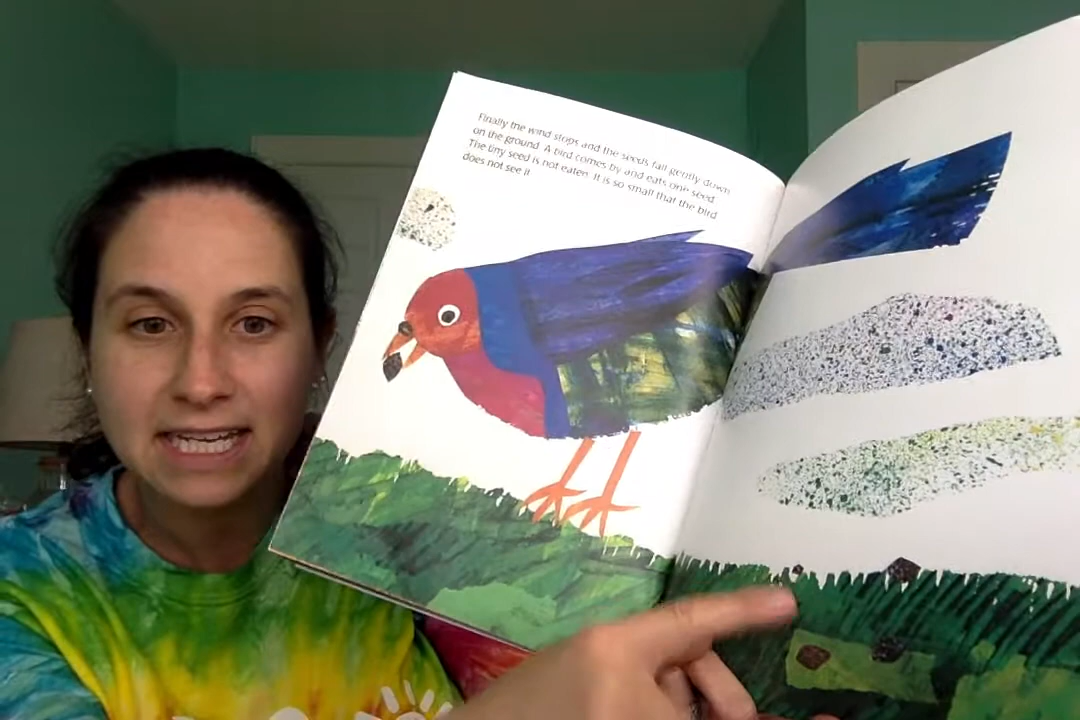 Finally the wind stops and the seeds fall gently down
on the ground. A bird comes by and eats one seed.
The tiny seed is not eaten. It is so small that the bird
does not see it.